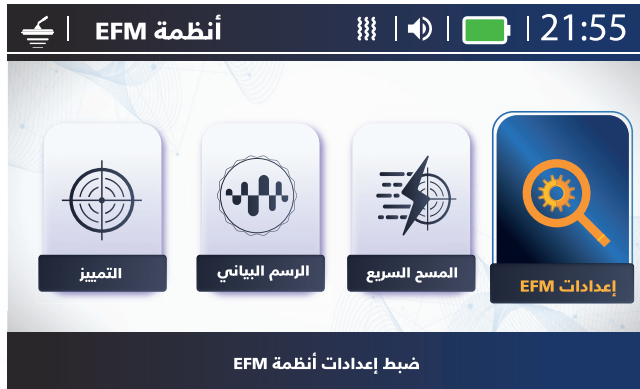 أنظمة EFM
21:55
إعدادات EFM
المسح السريع
الرسم البياني
التمييز
ضبط إعدادات أنظمة EFM